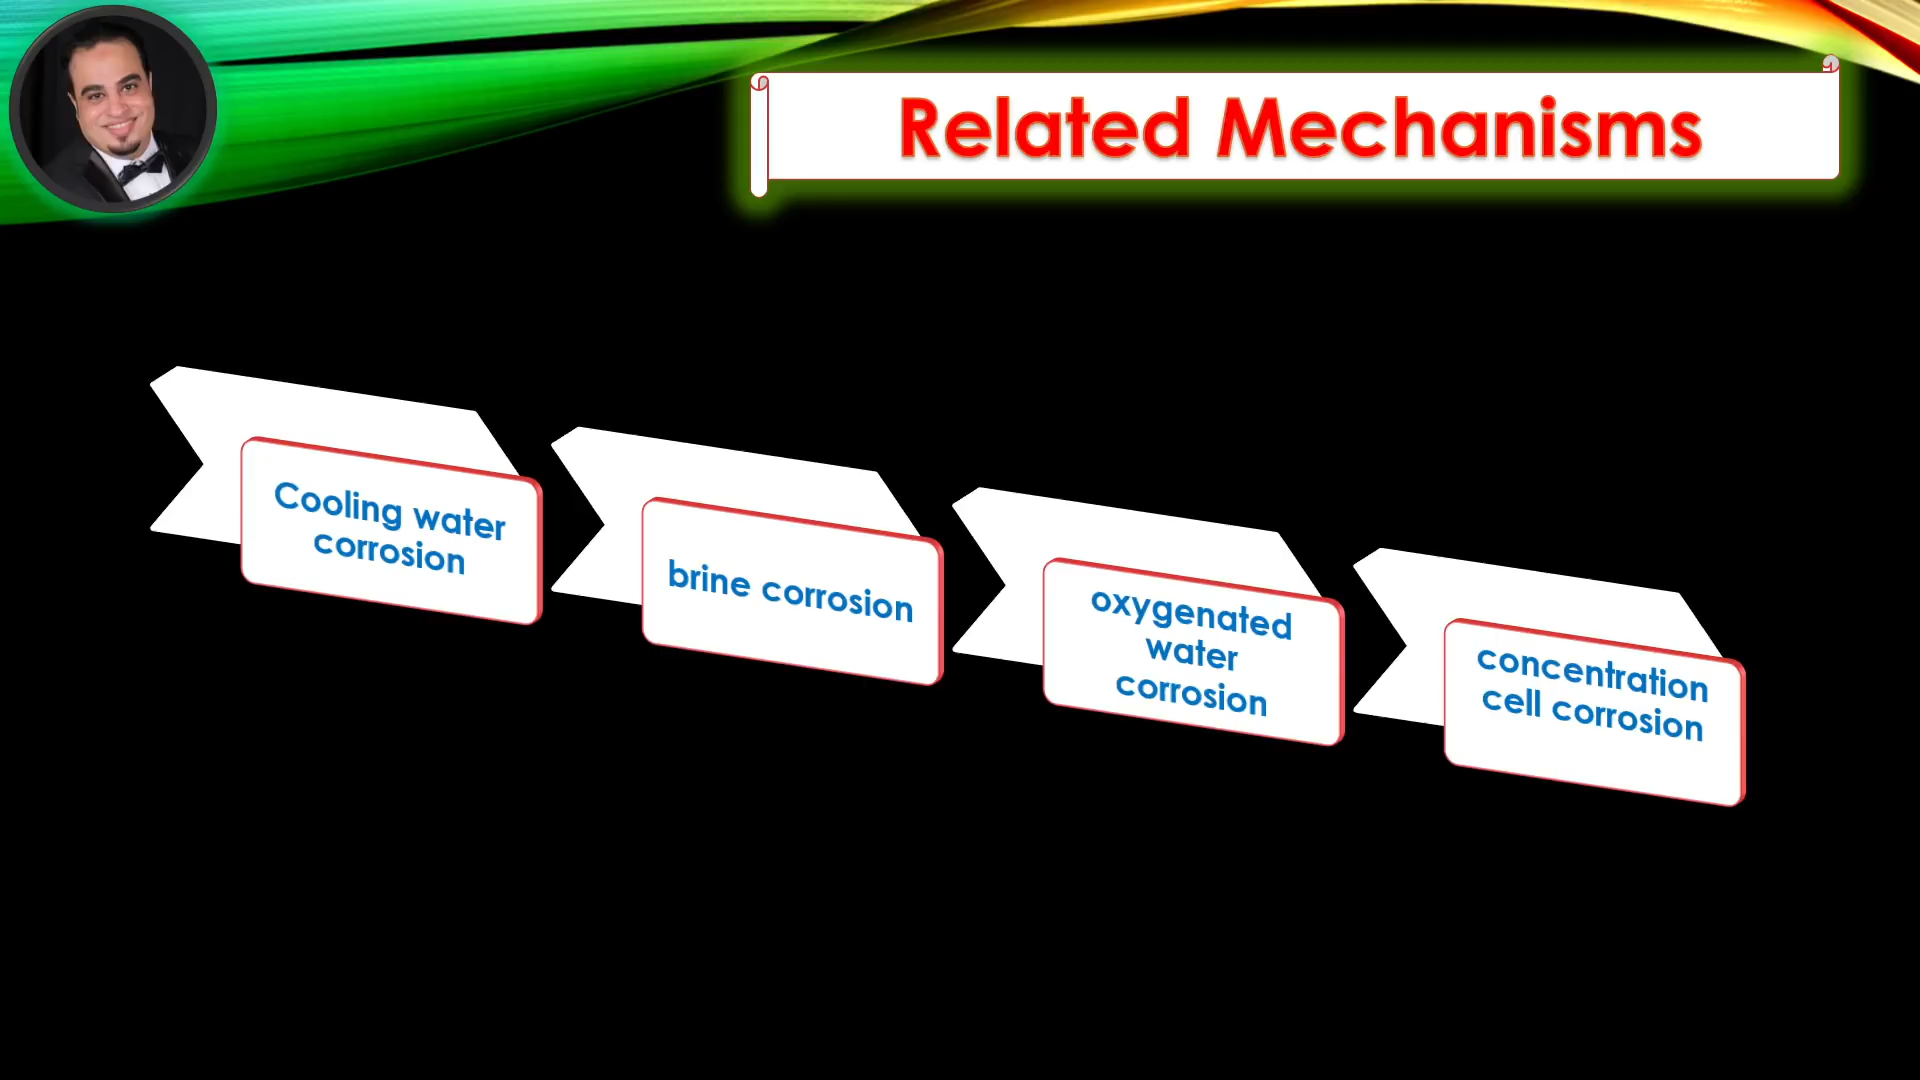 Related Mechanisms
Cooling water
corrosion
brine corrosion
oxygenated
water
corrosion
concentration
cell corrosion